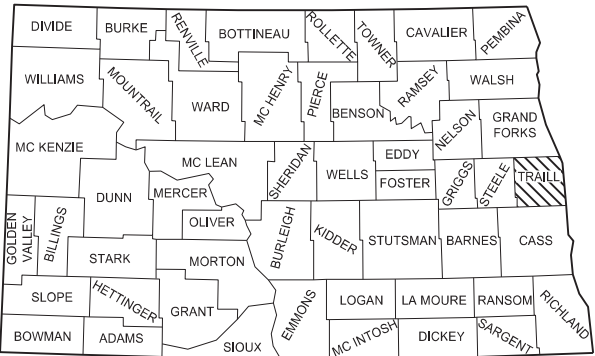 DIVIDE
BURKE
RENVILLE
BOTTINEAU
ROLLETTE
TOWNER
CAVALIER
PEMBINA
WILLIAMS
MOUNTRAIL
WARD
MC HENRY
PIERCE
BENSON
RAMSEY
WALSH
NELSON
GRAND
FORKS
MC KENZIE
DUNN
MC LEAN
MERCER
OLIVER
SHERIDAN
WELLS
EDDY
FOSTER
GRIGGS
STEELE
TRAILL
GOLDEN
VALLEY
BILLINGS
STARK
MORTON
BURLEIGH
KIDDER
STUTSMAN
BARNES
CASS
SLOPE
HETTINGER
GRANT
EMMONS
LOGAN
LA MOURE
RANSOM
RICHLAND
BOWMAN
ADAMS
SIOUX
MC INTOSH
DICKEY
SARGENT